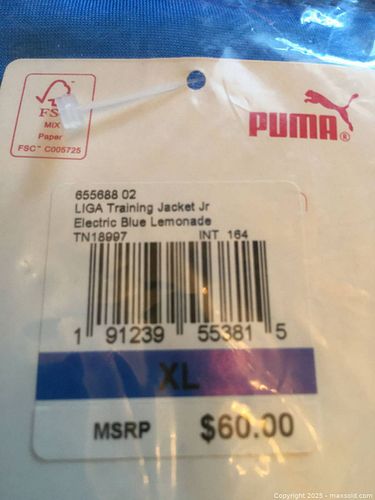 FSC
MIX
Paper
FSC™ C005725
PUMA®
655688 02
LIGA Training Jacket Jr
Electric Blue Lemonade
TN18997 INT 164
1 91239 55381 5
XL
MSRP $60.00
Copyright 2025 - maxsold.com